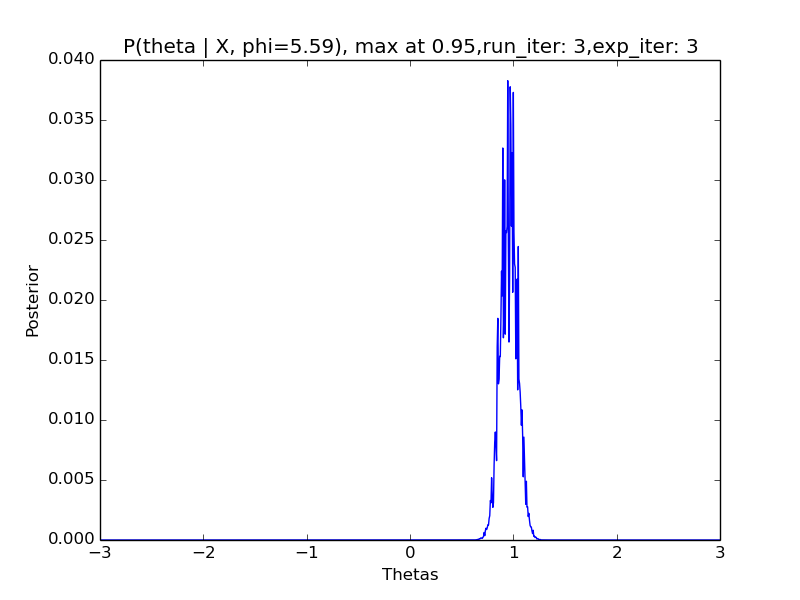 P(theta | X, phi=5.59), max at 0.95,run_iter: 3,exp_iter: 3
0.040
0.035
0.030
0.025
0.020
0.015
0.010
0.005
0.000
Posterior
−3 −2 −1 0 1 2 3
Thetas